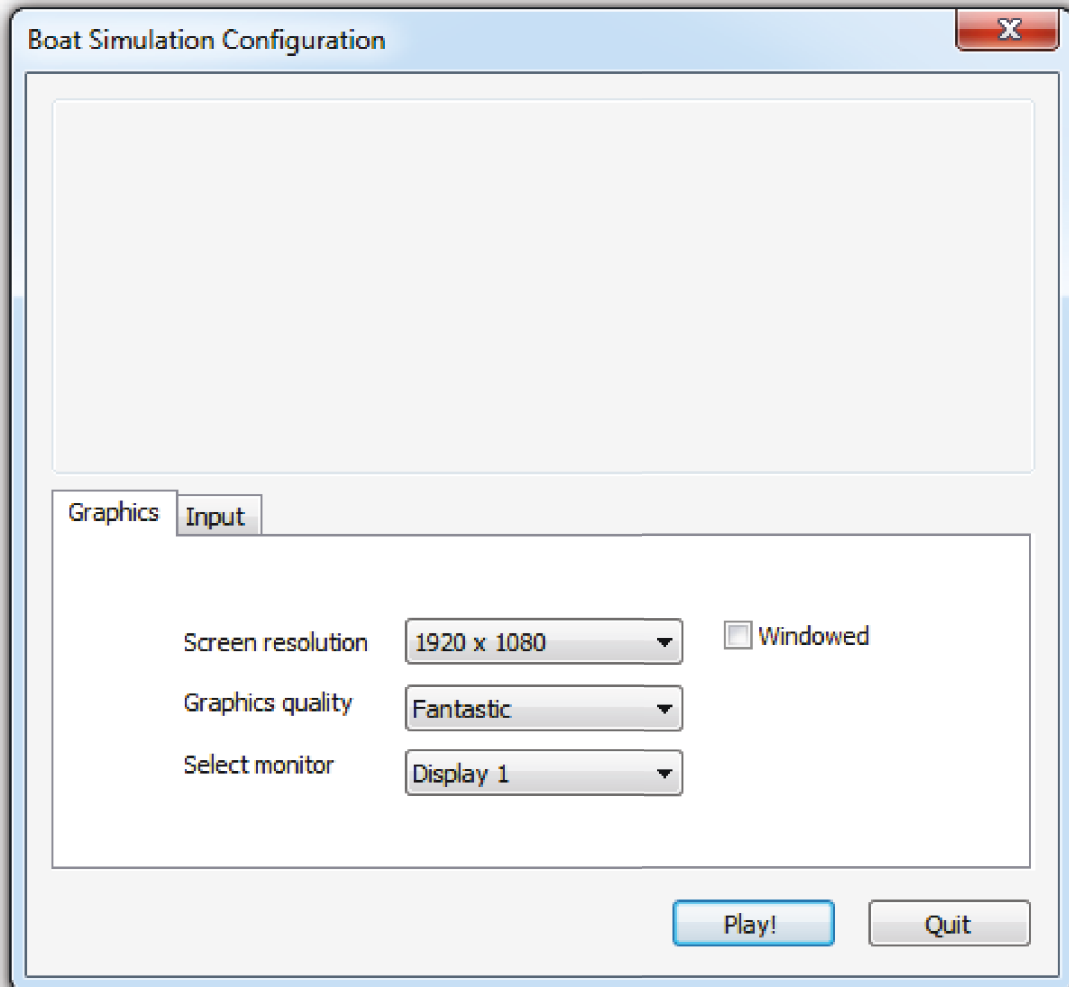 Boat Simulation Configuration
X
Graphics
Input
Screen resolution
1920 x 1080
Windowed
Graphics quality
Fantastic
Select monitor
Display 1
Play!
Quit